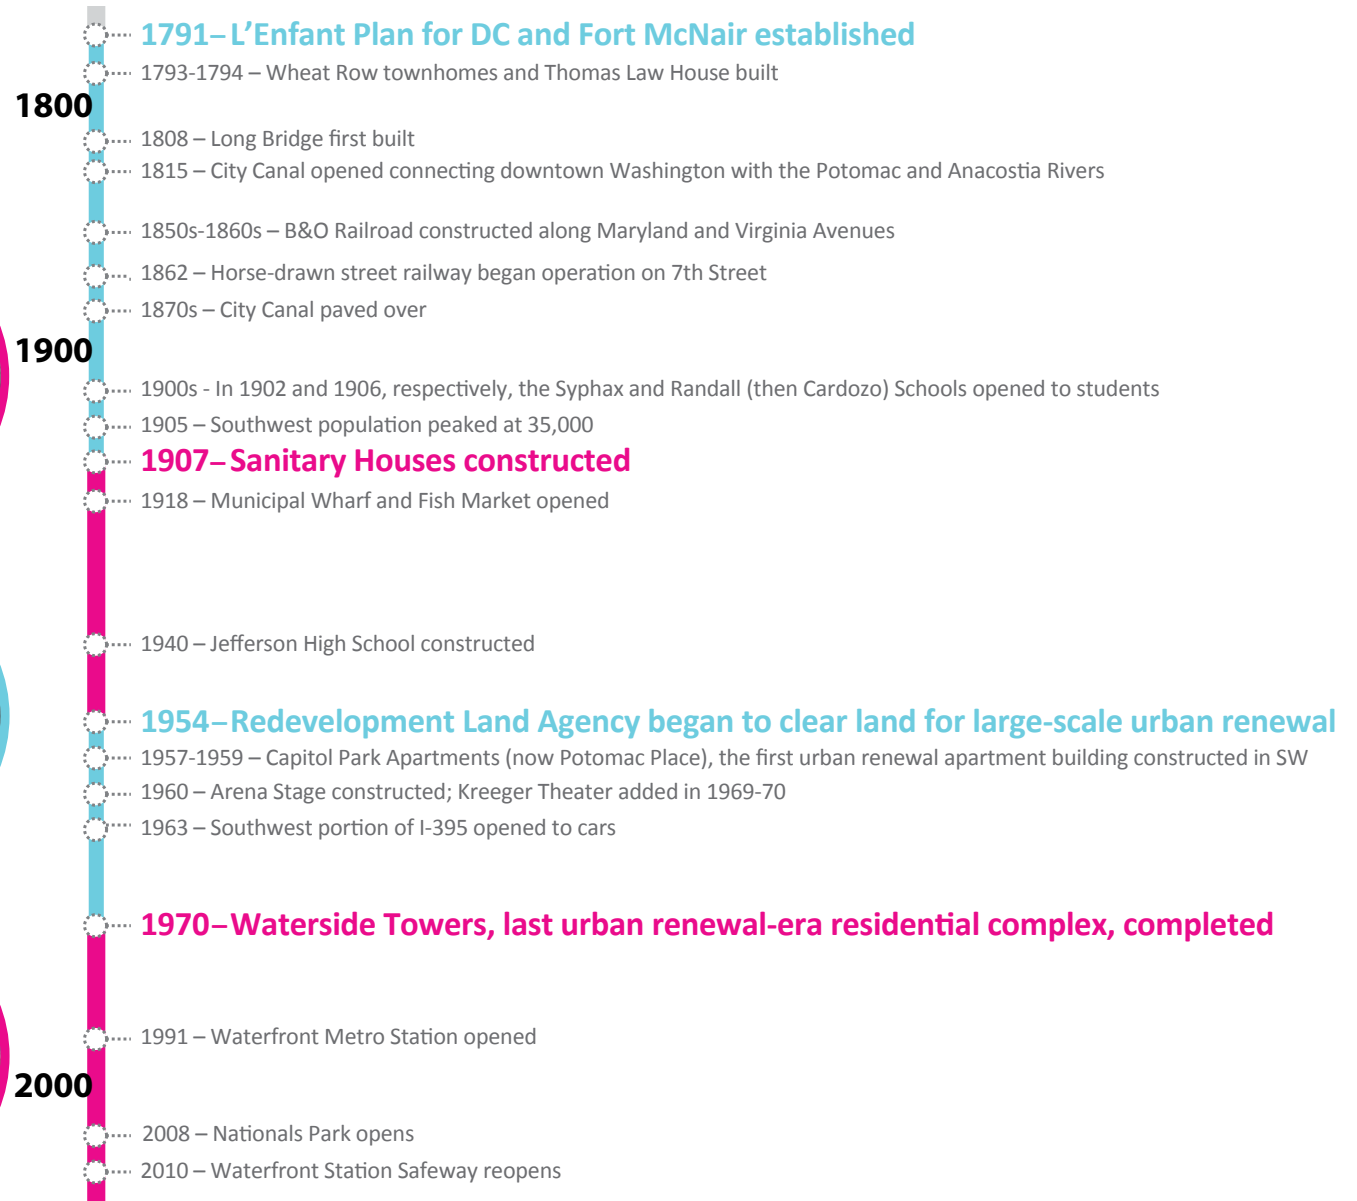 1791– L’Enfant Plan for DC and Fort McNair established
1793-1794 – Wheat Row townhomes and Thomas Law House built
1800
1808 – Long Bridge first built
1815 – City Canal opened connecting downtown Washington with the Potomac and Anacostia Rivers
1850s-1860s – B&O Railroad constructed along Maryland and Virginia Avenues
1862 – Horse-drawn street railway began operation on 7th Street
1870s – City Canal paved over
1900
1900s - In 1902 and 1906, respectively, the Syphax and Randall (then Cardozo) Schools opened to students
1905 – Southwest population peaked at 35,000
1907– Sanitary Houses constructed
1918 – Municipal Wharf and Fish Market opened
1940 – Jefferson High School constructed
1954– Redevelopment Land Agency began to clear land for large-scale urban renewal
1957-1959 – Capitol Park Apartments (now Potomac Place), the first urban renewal apartment building constructed in SW
1960 – Arena Stage constructed; Kreeger Theater added in 1969-70
1963 – Southwest portion of I-395 opened to cars
1970– Waterside Towers, last urban renewal-era residential complex, completed
1991 – Waterfront Metro Station opened
2000
2008 – Nationals Park opens
2010 – Waterfront Station Safeway reopens